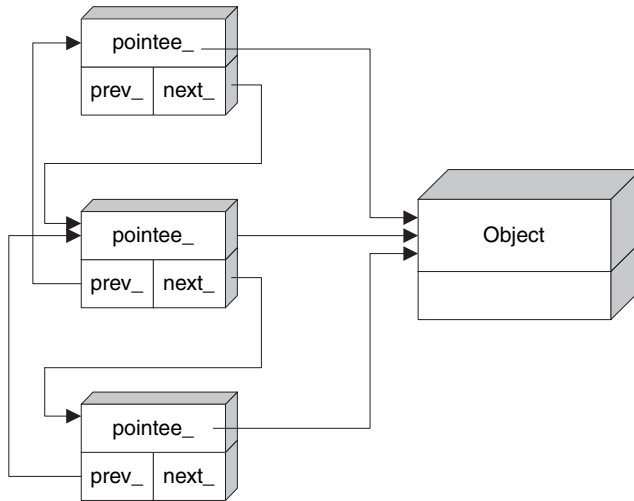 pointee_
prev_ next_
pointee_
Object
prev_ next_
pointee_
prev_ next_